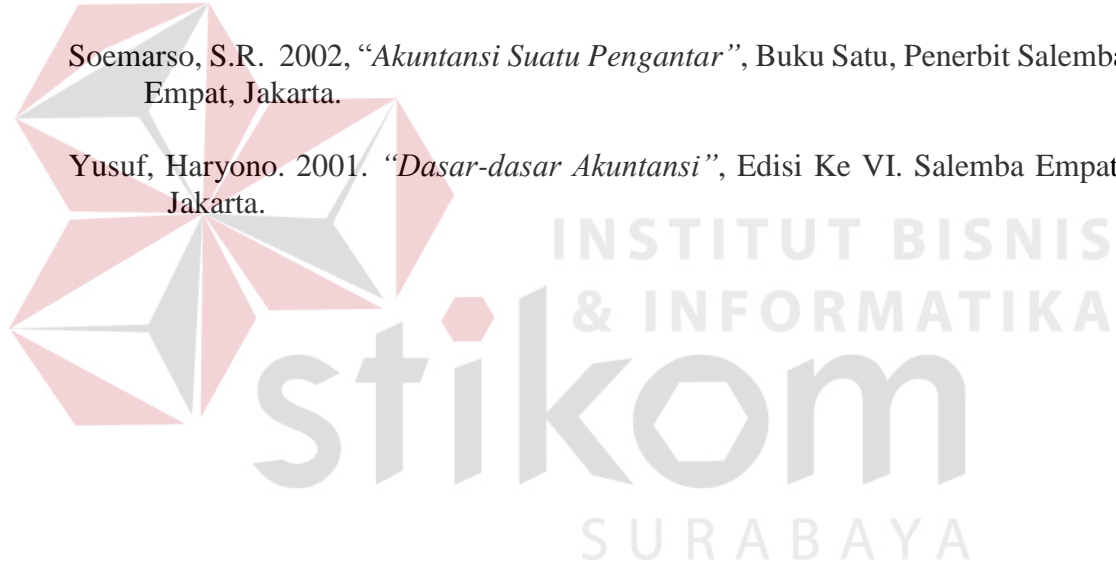 Soemarso, S.R. 2002, “Akuntansi Suatu Pengantar”, Buku Satu, Penerbit Salemba
Empat, Jakarta.
Yusuf, Haryono. 2001. “Dasar-dasar Akuntansi”, Edisi Ke VI. Salemba Empat
Jakarta.
INSTITUT BISNIS
& INFORMATIKA
stikom
SURABAYA